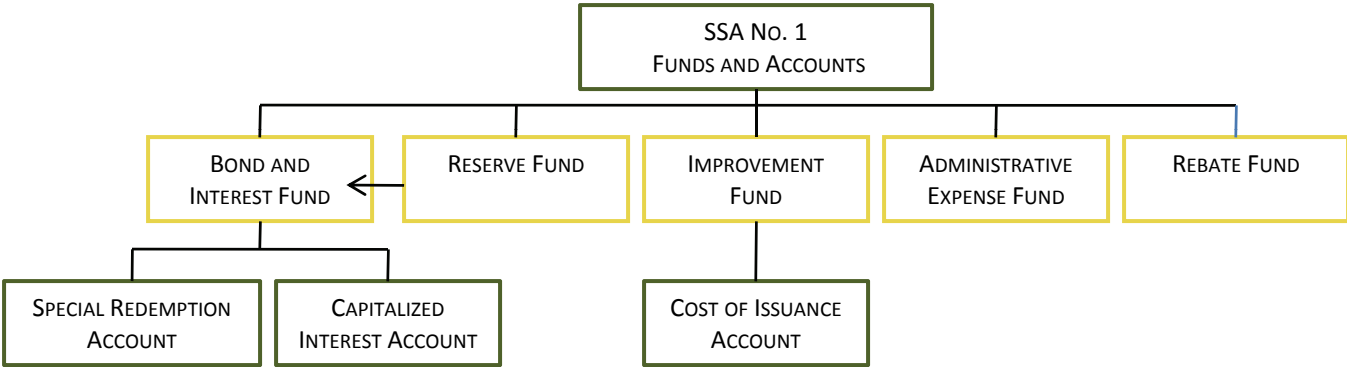 SSA No. 1
Funds and Accounts
Bond and
Interest Fund
Reserve Fund
Improvement
Fund
Administrative
Expense Fund
Rebate Fund
Special Redemption
Account
Capitalized
Interest Account
Cost of Issuance
Account